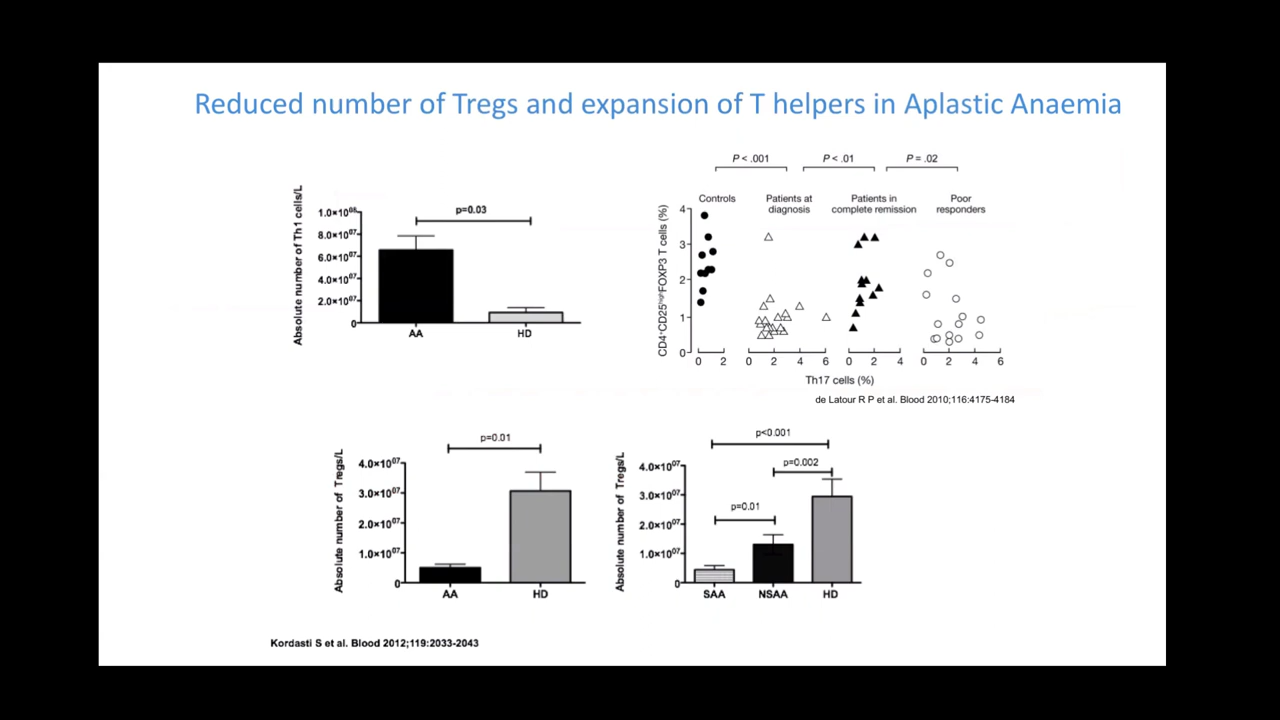 Reduced number of Tregs and expansion of T helpers in Aplastic Anaemia
Absolute number of Th1 cells/L
p=0.03
1.0×10⁰⁸
8.0×10⁰⁷
6.0×10⁰⁷
4.0×10⁰⁷
2.0×10⁰⁷
0
AA
HD
P < .001
P < .01
P = .02
Controls
Patients at
diagnosis
Patients in
complete remission
Poor
responders
CD4⁺CD25ʰⁱᵍʰFOXP3 T cells (%)
4
3
2
1
0
0 2
0 2 4 6
0 2 4
0 2 4 6
Th17 cells (%)
de Latour R P et al. Blood 2010;116:4175-4184
Absolute number of Tregs/L
p=0.01
4.0×10⁰⁷
3.0×10⁰⁷
2.0×10⁰⁷
1.0×10⁰⁷
0
AA
HD
Absolute number of Tregs/L
p<0.001
p=0.002
p=0.01
4.0×10⁰⁷
3.0×10⁰⁷
2.0×10⁰⁷
1.0×10⁰⁷
0
SAA
NSAA
HD
Kordasti S et al. Blood 2012;119:2033-2043